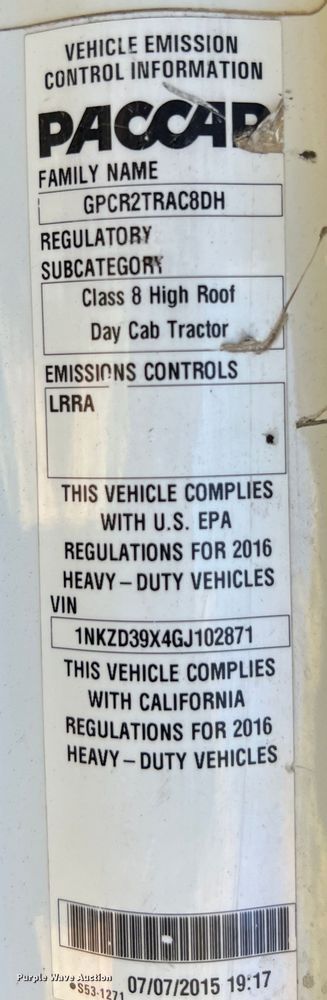 VEHICLE EMISSION
CONTROL INFORMATION
PACCAR
FAMILY NAME
GPCR2TRAC8DH
REGULATORY
SUBCATEGORY
Class 8 High Roof
Day Cab Tractor
EMISSIONS CONTROLS
LRRA
THIS VEHICLE COMPLIES
WITH U.S. EPA
REGULATIONS FOR 2016
HEAVY – DUTY VEHICLES
VIN
1NKZD39X4GJ102871
THIS VEHICLE COMPLIES
WITH CALIFORNIA
REGULATIONS FOR 2016
HEAVY – DUTY VEHICLES
Purple Wave Auction
•S53-1271 07/07/2015 19:17